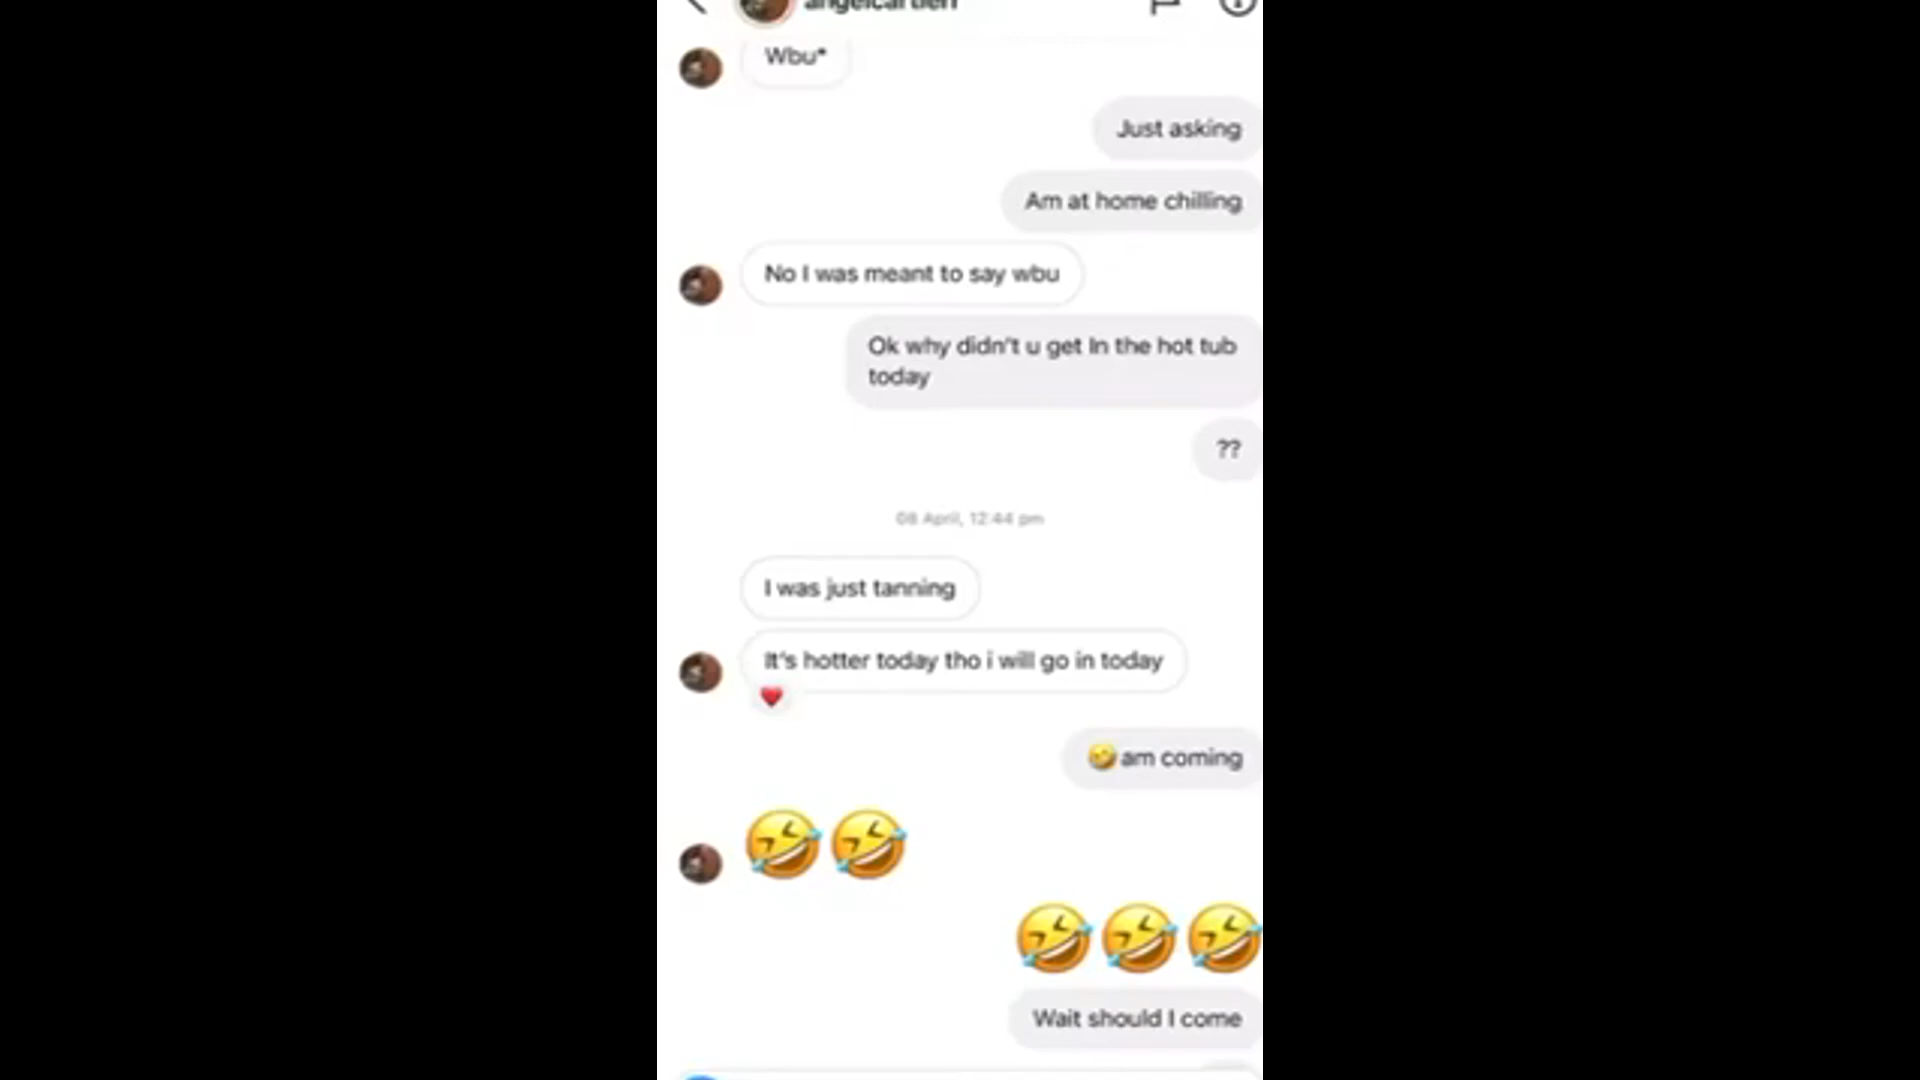 Wbu*
Just asking
Am at home chilling
No I was meant to say wbu
Ok why didn't u get In the hot tub
today
??
08 April, 12:44 pm
I was just tanning
It's hotter today tho i will go in today
❤️
🤣am coming
🤣🤣
🤣🤣🤣
Wait should I come